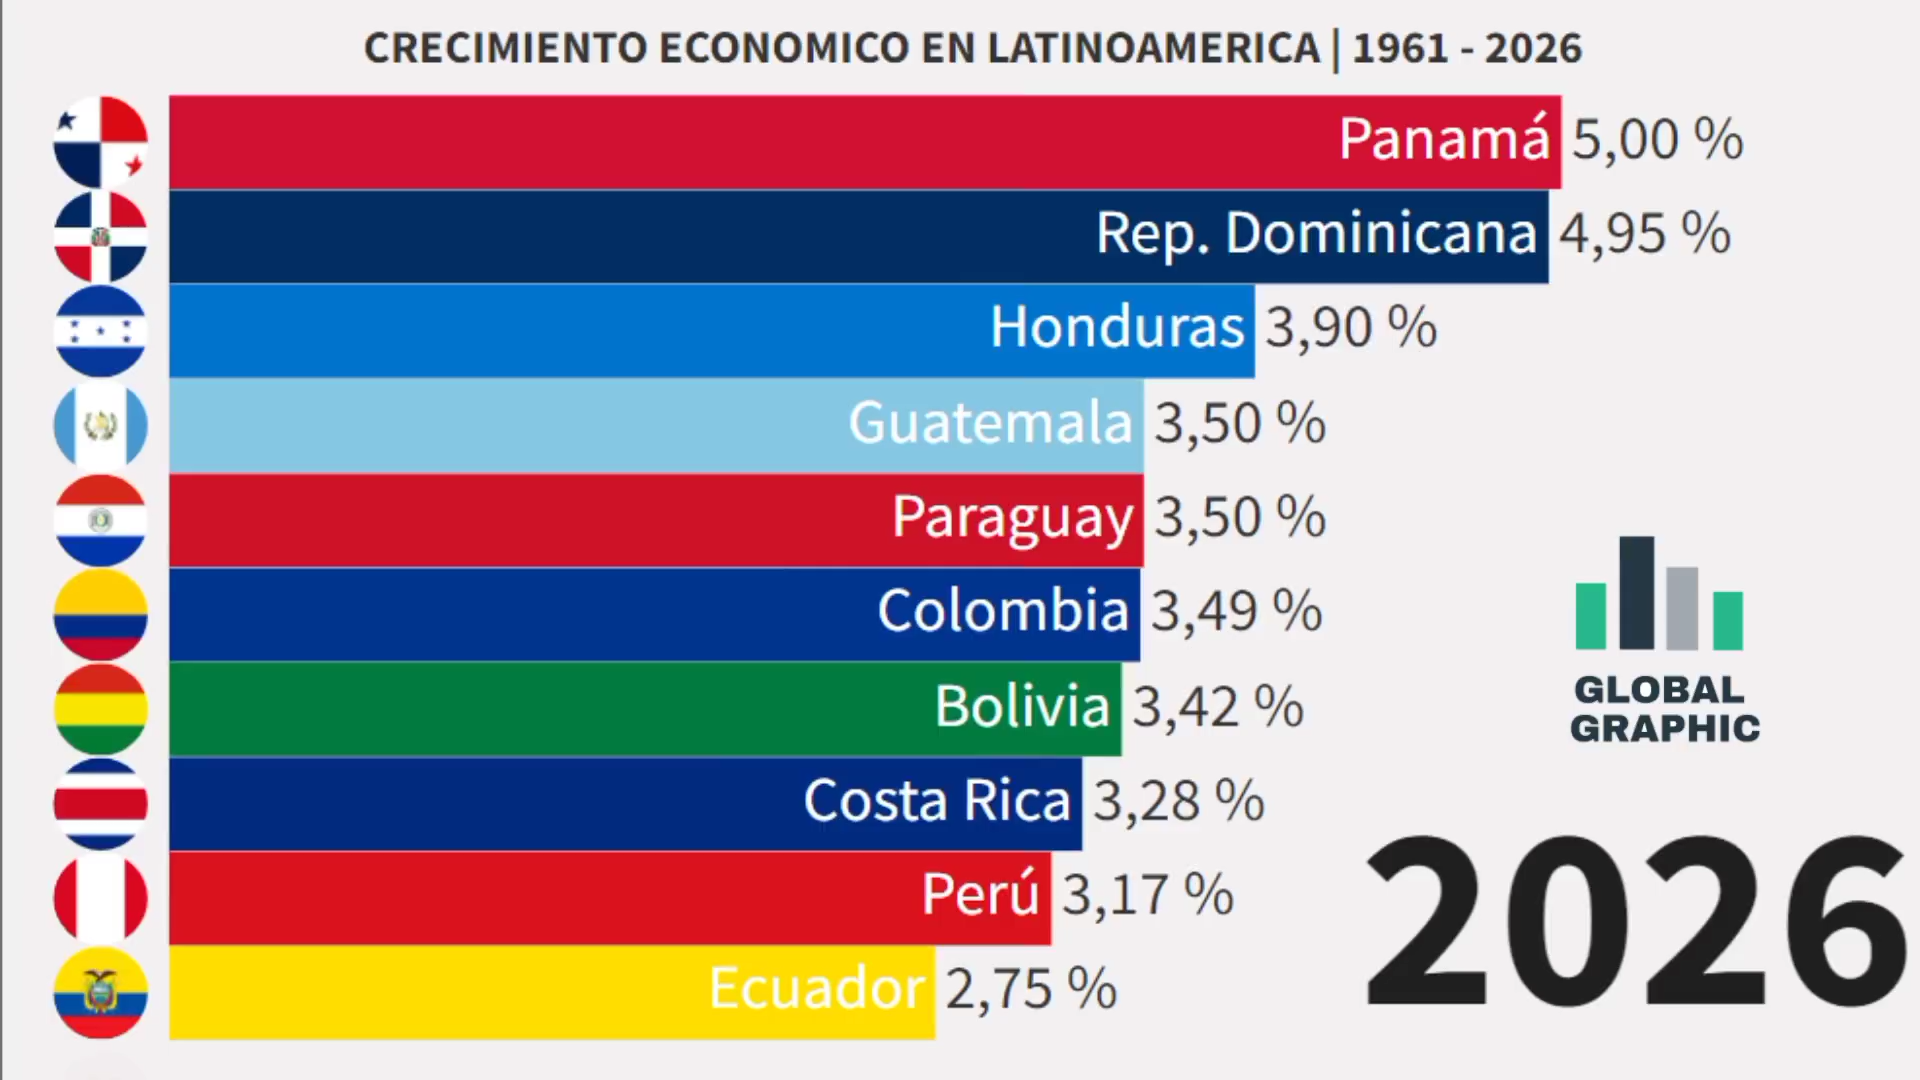 CRECIMIENTO ECONOMICO EN LATINOAMERICA | 1961 - 2026
Panamá 5,00 %
Rep. Dominicana 4,95 %
Honduras 3,90 %
Guatemala 3,50 %
Paraguay 3,50 %
Colombia 3,49 %
Bolivia 3,42 %
Costa Rica 3,28 %
Perú 3,17 %
Ecuador 2,75 %
GLOBAL
GRAPHIC
2026